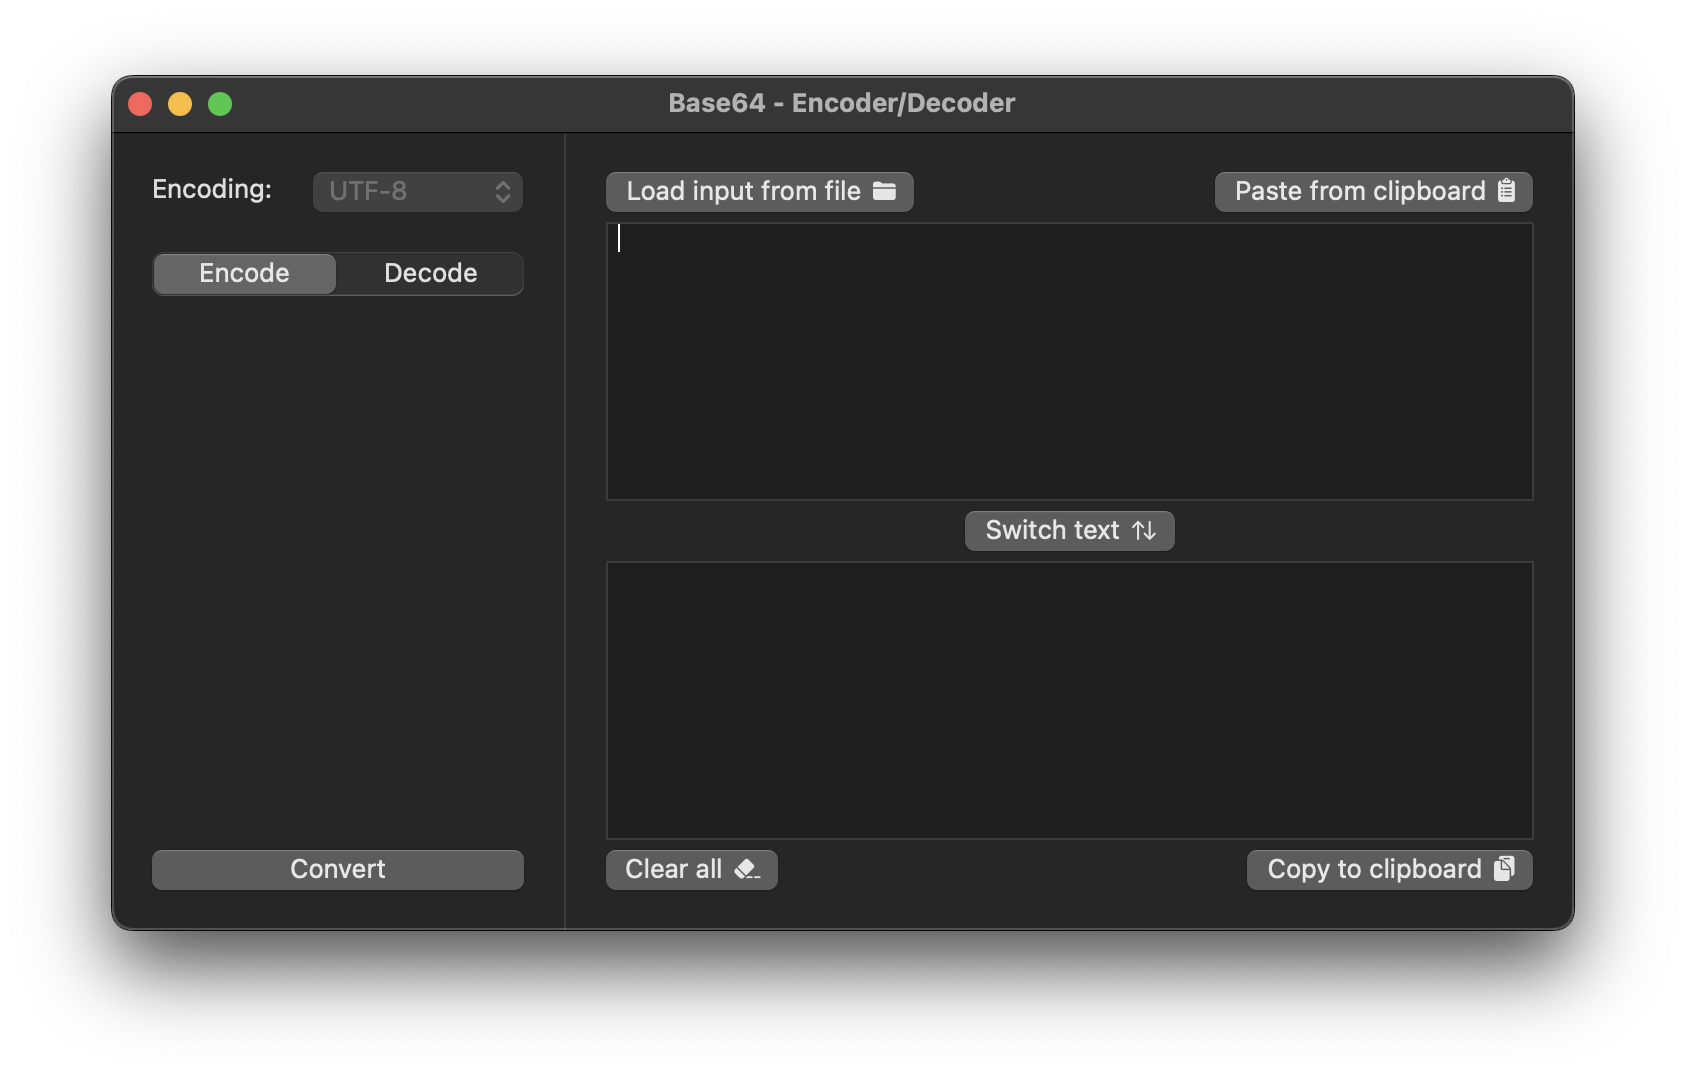 Base64 - Encoder/Decoder
Encoding:
UTF-8
Encode
Decode
Convert
Load input from file
Paste from clipboard
Switch text
Clear all
Copy to clipboard